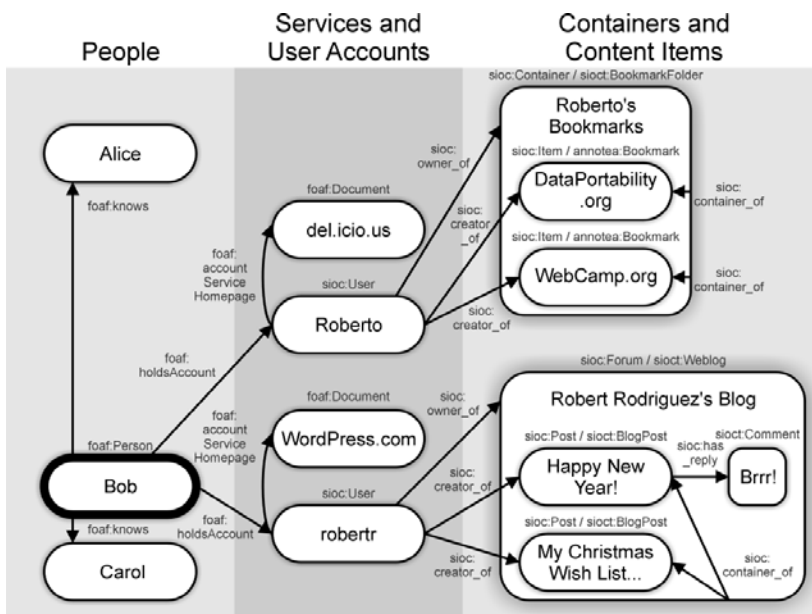 People
Services and
User Accounts
Containers and
Content Items
sioc:Container / sioct:BookmarkFolder
Roberto's
Bookmarks
Alice
sioc:
owner_of
sioc:Item / annotea:Bookmark
DataPortability
.org
foaf:knows
foaf:Document
del.icio.us
sioc:
creator
_of
sioc:
container_of
sioc:Item / annotea:Bookmark
WebCamp.org
foaf:
account
Service
Homepage
sioc:User
Roberto
sioc:
creator_of
sioc:
container_of
foaf:
holdsAccount
sioc:Forum / sioct:Weblog
Robert Rodriguez's Blog
foaf:Document
WordPress.com
sioc:
owner_of
foaf:
account
Service
Homepage
sioc:Post / sioct:BlogPost
Happy New
Year!
sioc:has
_reply
sioct:Comment
Brrr!
foaf:Person
Bob
sioc:User
robertr
sioc:
creator_of
foaf:knows
foaf:
holdsAccount
sioc:Post / sioct:BlogPost
My Christmas
Wish List...
Carol
sioc:
creator_of
sioc:
container_of